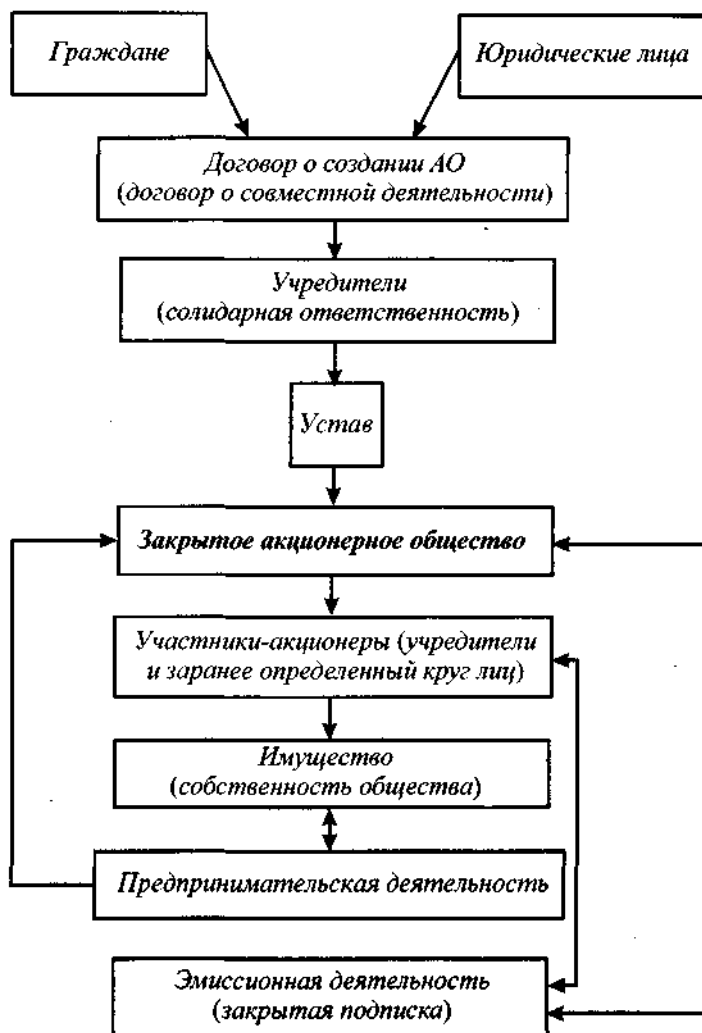 Граждане
Юридические лица
Договор о создании АО
(договор о совместной деятельности)
Учредители
(солидарная ответственность)
Устав
Закрытое акционерное общество
Участники-акционеры (учредители
и заранее определенный круг лиц)
Имущество
(собственность общества)
Предпринимательская деятельность
Эмиссионная деятельность
(закрытая подписка)